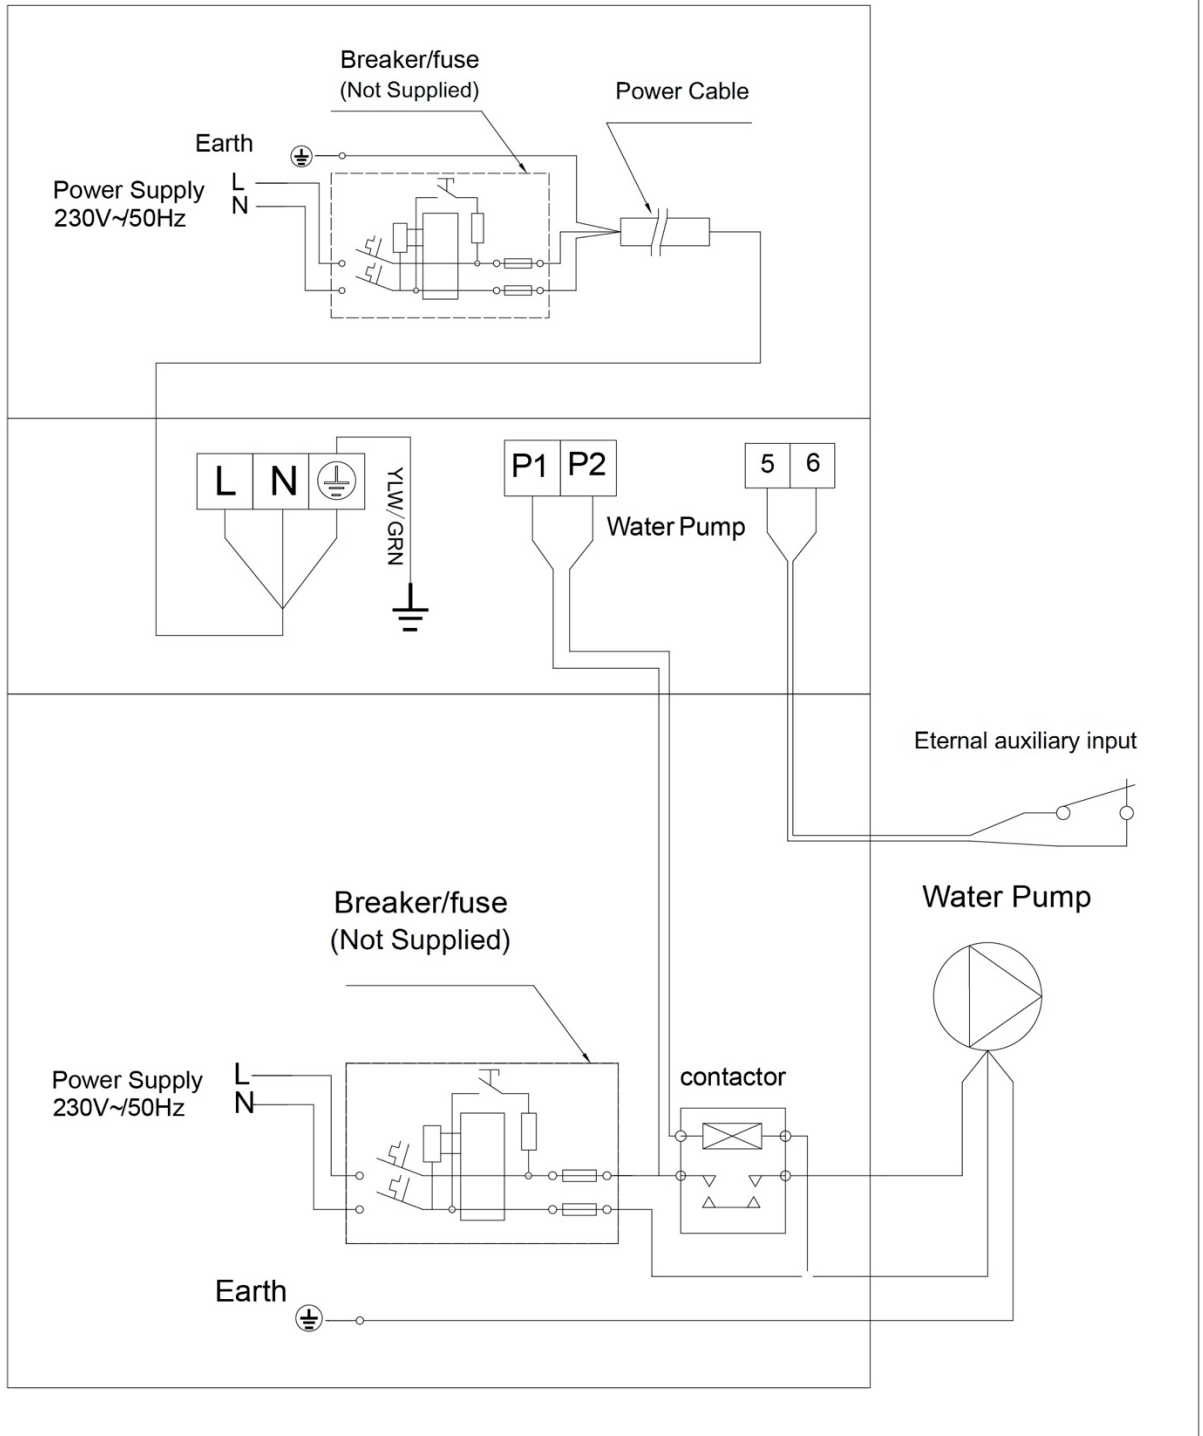 Breaker/fuse
(Not Supplied)
Power Cable
Earth
Power Supply L
230V~/50Hz N
L N
YLW/GRN
P1 P2
5 6
Water Pump
Eternal auxiliary input
Breaker/fuse
(Not Supplied)
Water Pump
Power Supply L
230V~/50Hz N
contactor
Earth